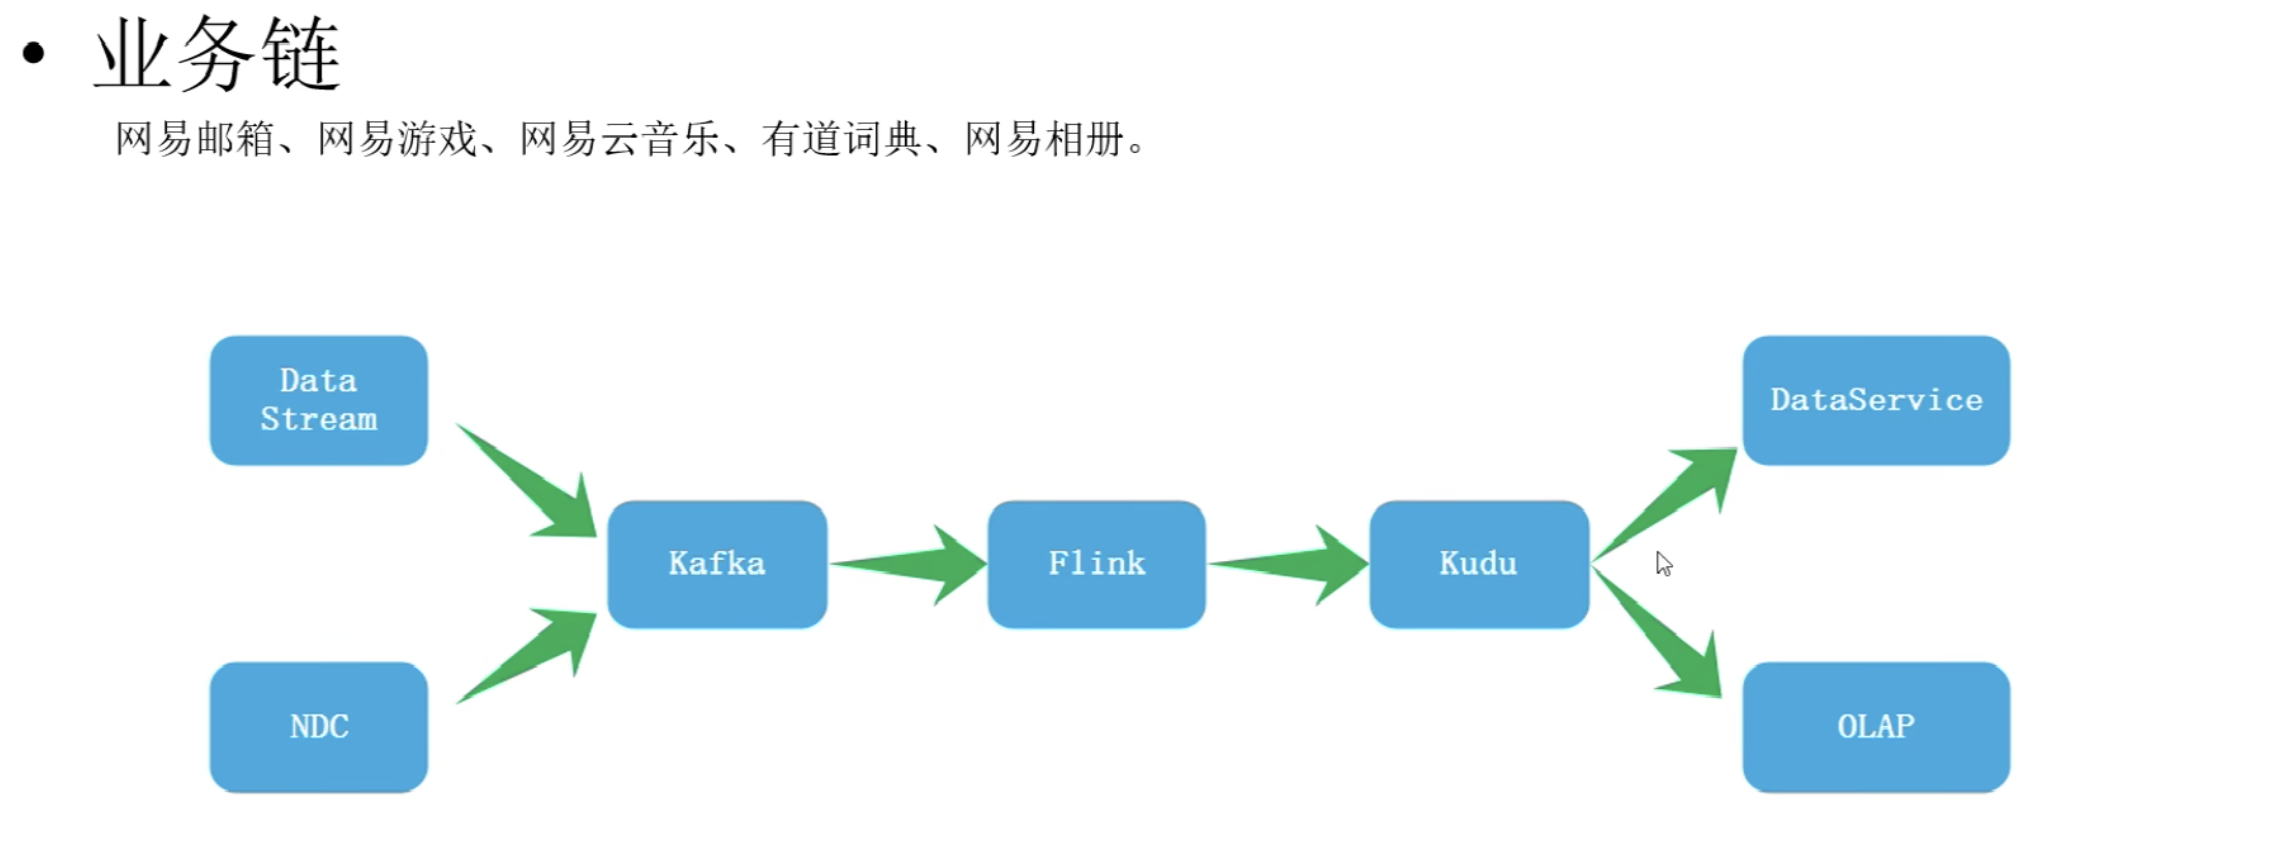 • 业务链
网易邮箱、网易游戏、网易云音乐、有道词典、网易相册。
Data
Stream
DataService
Kafka
Flink
Kudu
NDC
OLAP